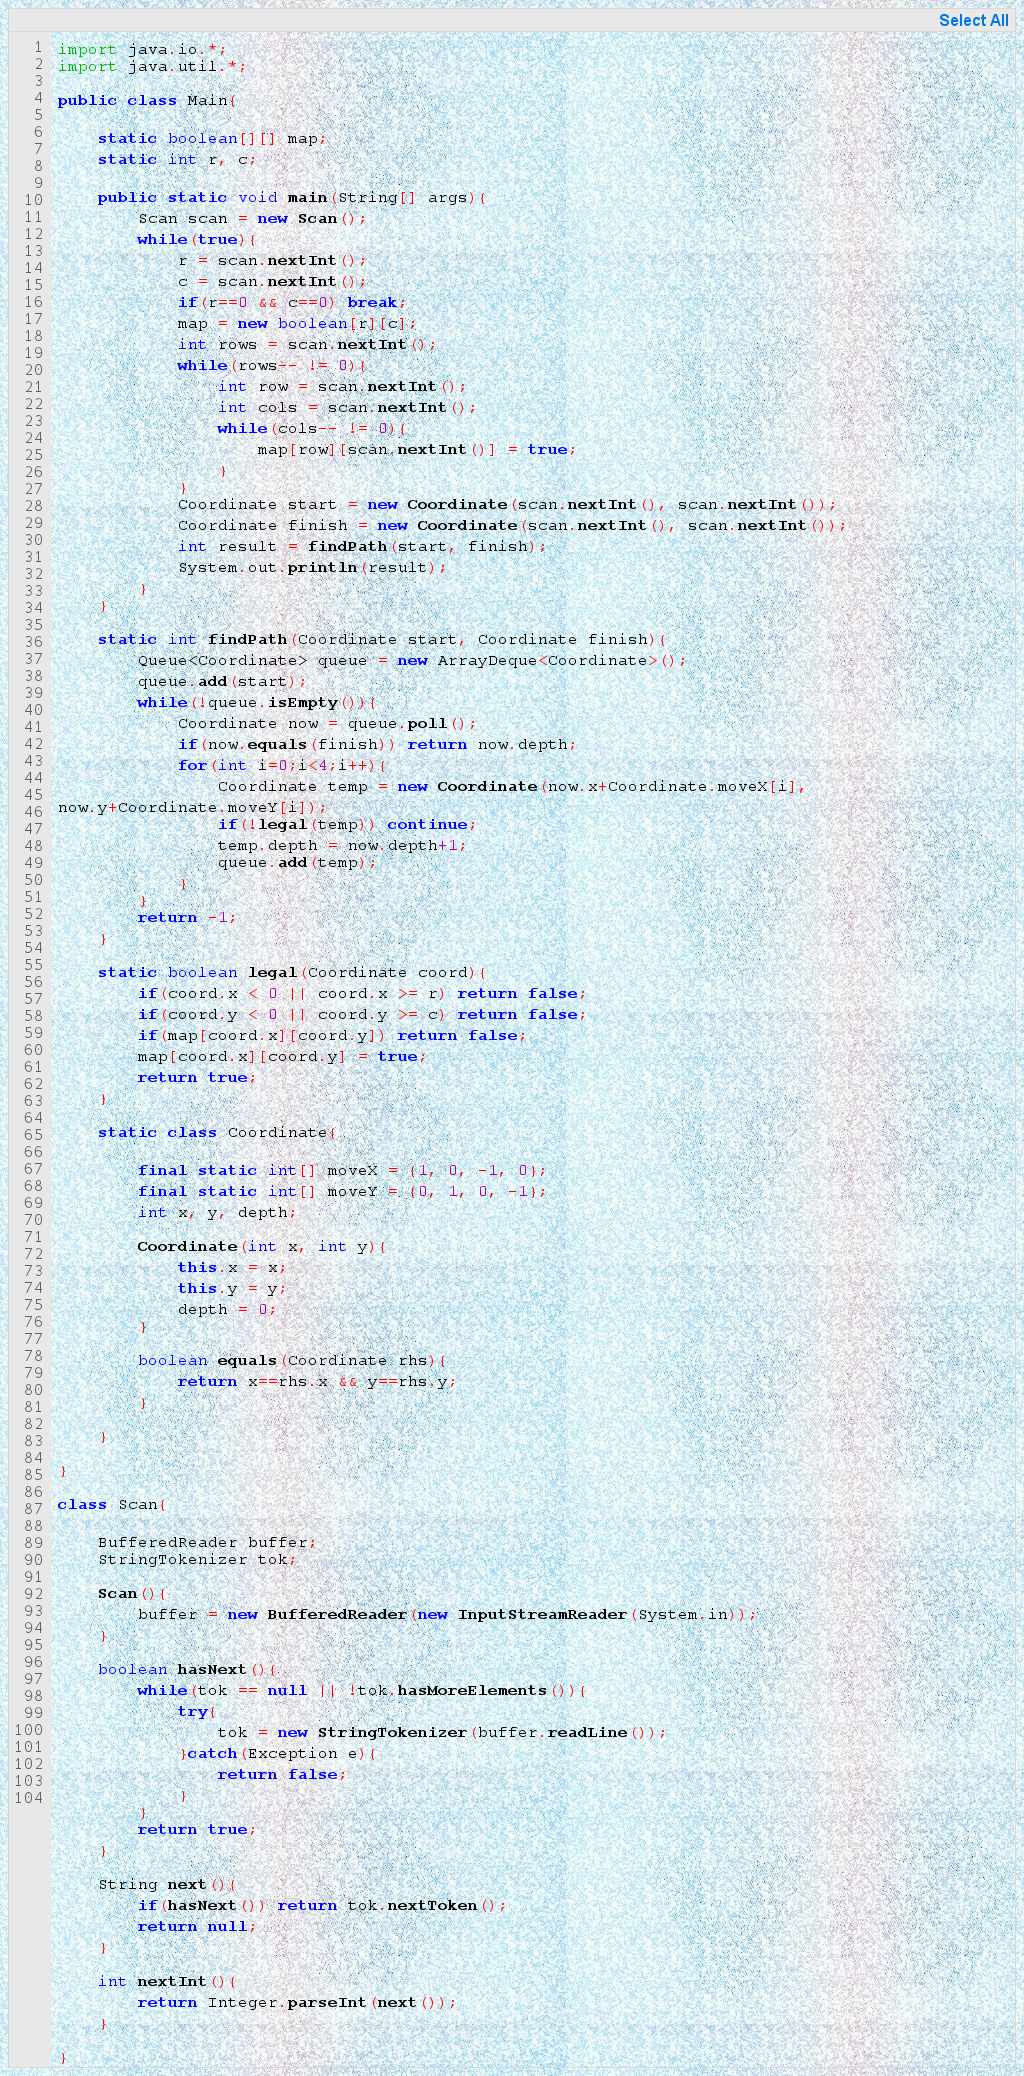 Select All
1 import java.io.*;
2 import java.util.*;
3
4 public class Main{
5
6     static boolean[][] map;
7     static int r, c;
8
9     public static void main(String[] args){
10         Scan scan = new Scan();
11         while(true){
12             r = scan.nextInt();
13             c = scan.nextInt();
14             if(r==0 && c==0) break;
15             map = new boolean[r][c];
16             int rows = scan.nextInt();
17             while(rows-- != 0){
18                 int row = scan.nextInt();
19                 int cols = scan.nextInt();
20                 while(cols-- != 0){
21                     map[row][scan.nextInt()] = true;
22                 }
23             }
24             Coordinate start = new Coordinate(scan.nextInt(), scan.nextInt());
25             Coordinate finish = new Coordinate(scan.nextInt(), scan.nextInt());
26             int result = findPath(start, finish);
27             System.out.println(result);
28         }
29     }
30
31     static int findPath(Coordinate start, Coordinate finish){
32         Queue<Coordinate> queue = new ArrayDeque<Coordinate>();
33         queue.add(start);
34         while(!queue.isEmpty()){
35             Coordinate now = queue.poll();
36             if(now.equals(finish)) return now.depth;
37             for(int i=0;i<4;i++){
38                 Coordinate temp = new Coordinate(now.x+Coordinate.moveX[i],
now.y+Coordinate.moveY[i]);
39                 if(!legal(temp)) continue;
40                 temp.depth = now.depth+1;
41                 queue.add(temp);
42             }
43         }
44         return -1;
45     }
46
47     static boolean legal(Coordinate coord){
48         if(coord.x < 0 || coord.x >= r) return false;
49         if(coord.y < 0 || coord.y >= c) return false;
50         if(map[coord.x][coord.y]) return false;
51         map[coord.x][coord.y] = true;
52         return true;
53     }
54
55     static class Coordinate{
56
57         final static int[] moveX = {1, 0, -1, 0};
58         final static int[] moveY = {0, 1, 0, -1};
59         int x, y, depth;
60
61         Coordinate(int x, int y){
62             this.x = x;
63             this.y = y;
64             depth = 0;
65         }
66
67         boolean equals(Coordinate rhs){
68             return x==rhs.x && y==rhs.y;
69         }
70
71     }
72
73 }
74
75 class Scan{
76
77     BufferedReader buffer;
78     StringTokenizer tok;
79
80     Scan(){
81         buffer = new BufferedReader(new InputStreamReader(System.in));
82     }
83
84     boolean hasNext(){
85         while(tok == null || !tok.hasMoreElements()){
86             try{
87                 tok = new StringTokenizer(buffer.readLine());
88             }catch(Exception e){
89                 return false;
90             }
91         }
92         return true;
93     }
94
95     String next(){
96         if(hasNext()) return tok.nextToken();
97         return null;
98     }
99
100     int nextInt(){
101         return Integer.parseInt(next());
102     }
103
104 }